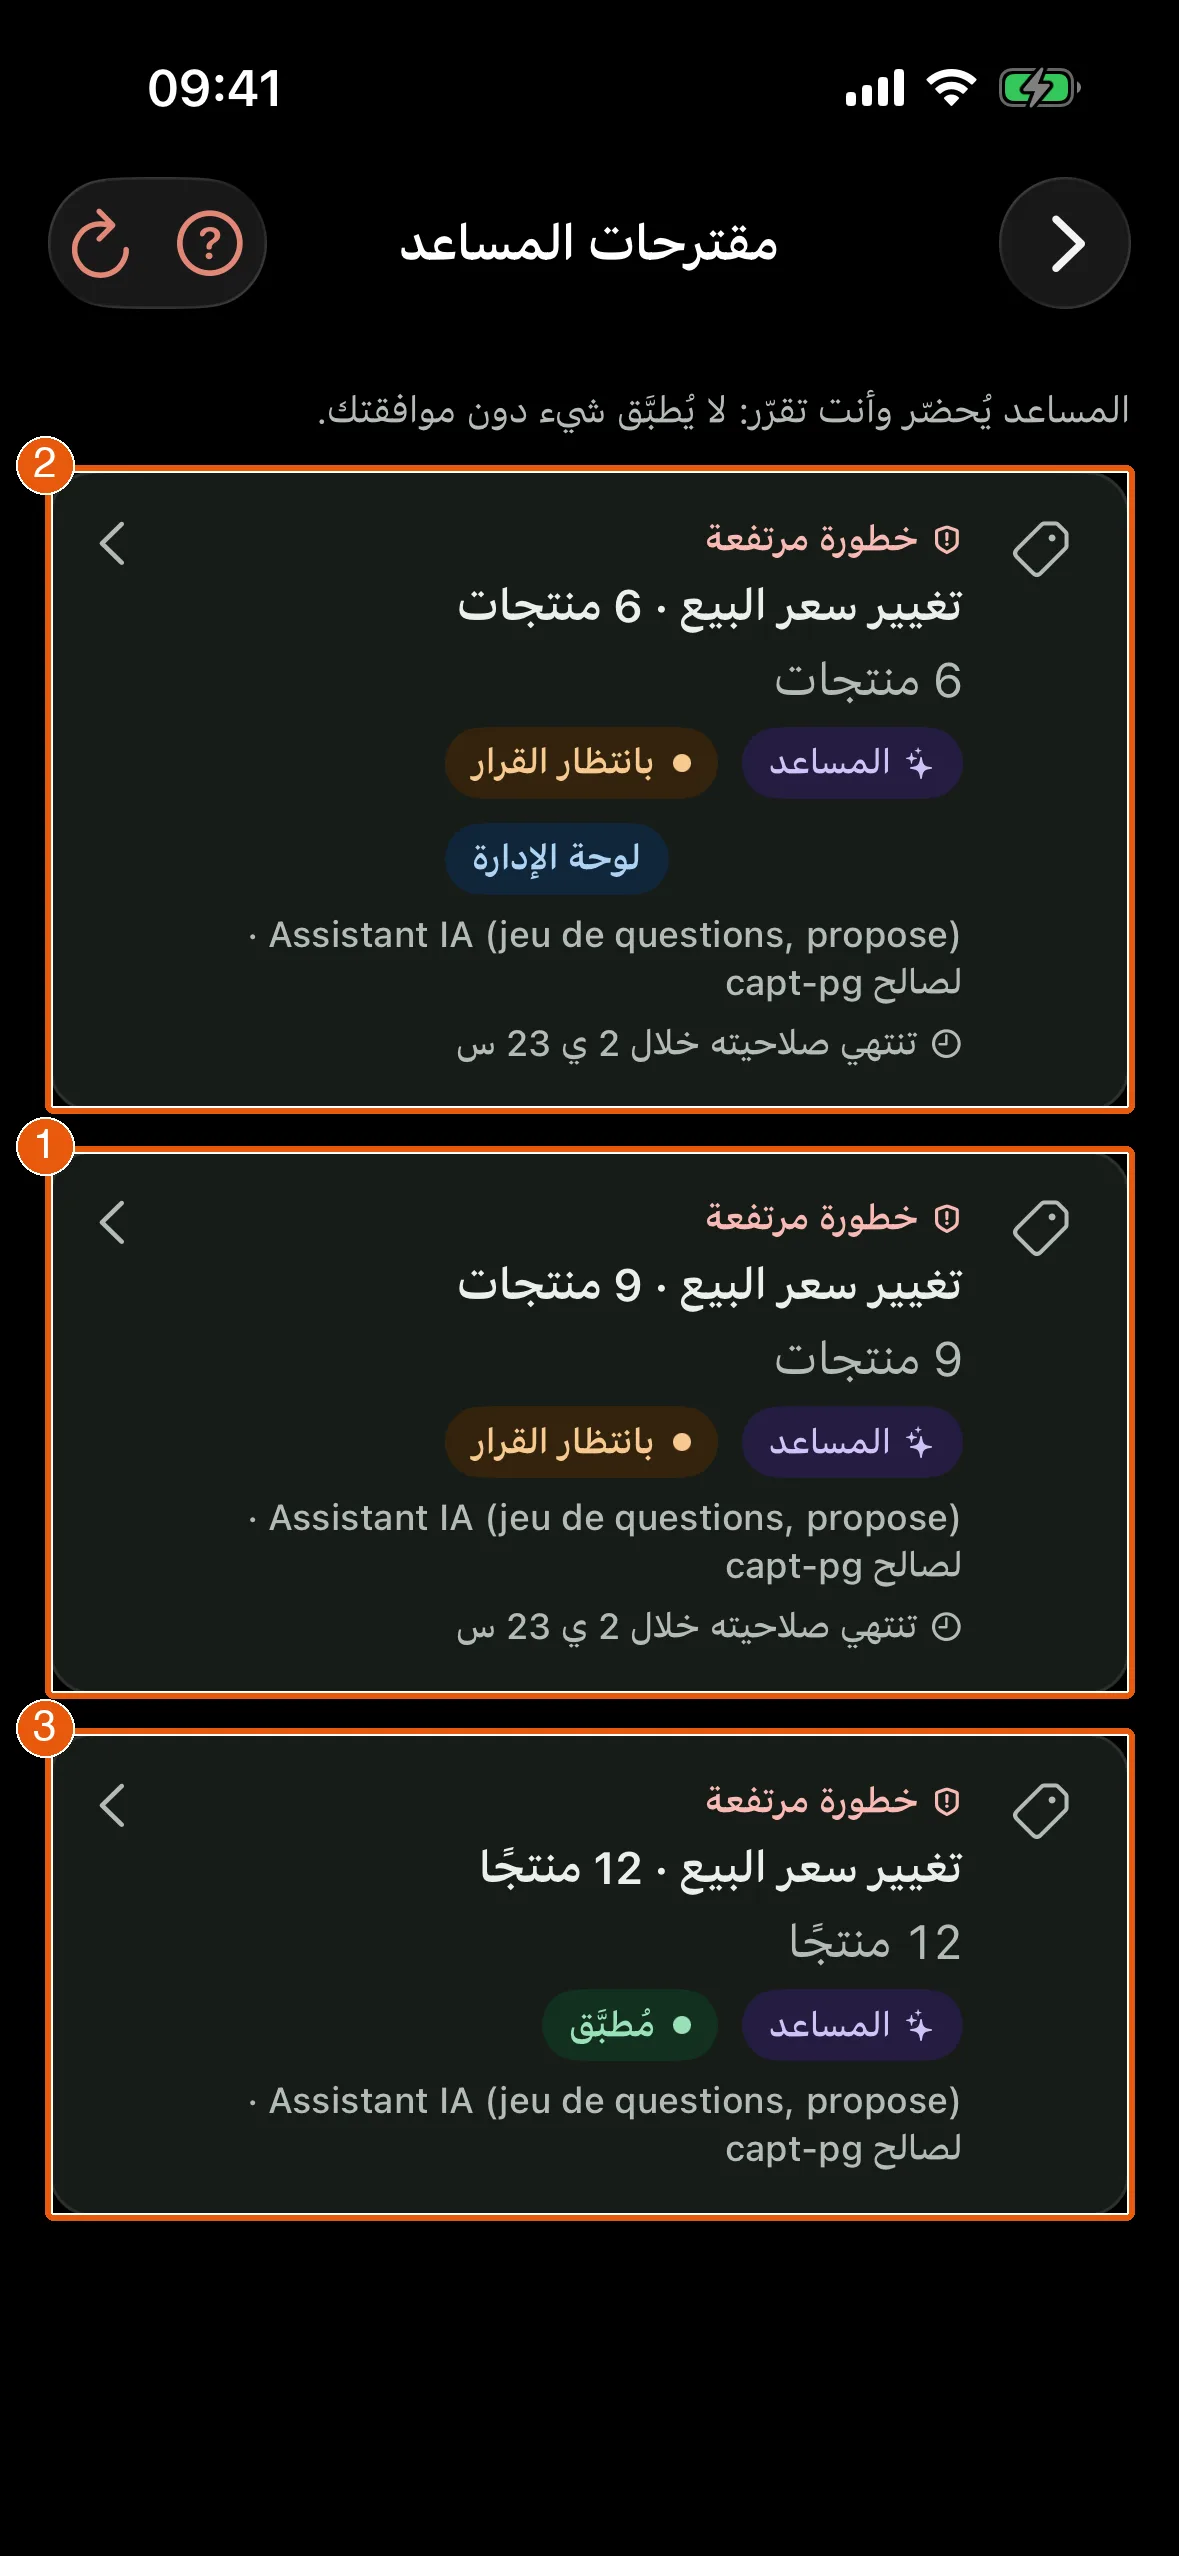 09:41
مقترحات المساعد
المساعد يُحضّر وأنت تقرّر: لا يُطبَّق شيء دون موافقتك.
2
خطورة مرتفعة
تغيير سعر البيع · 6 منتجات
6 منتجات
المساعد
بانتظار القرار
لوحة الإدارة
Assistant IA (jeu de questions, propose) ·
لصالح capt-pg
تنتهي صلاحيته خلال 2 ي 23 س
1
خطورة مرتفعة
تغيير سعر البيع · 9 منتجات
9 منتجات
المساعد
بانتظار القرار
Assistant IA (jeu de questions, propose) ·
لصالح capt-pg
تنتهي صلاحيته خلال 2 ي 23 س
3
خطورة مرتفعة
تغيير سعر البيع · 12 منتجًا
12 منتجًا
المساعد
مُطبَّق
Assistant IA (jeu de questions, propose) ·
لصالح capt-pg